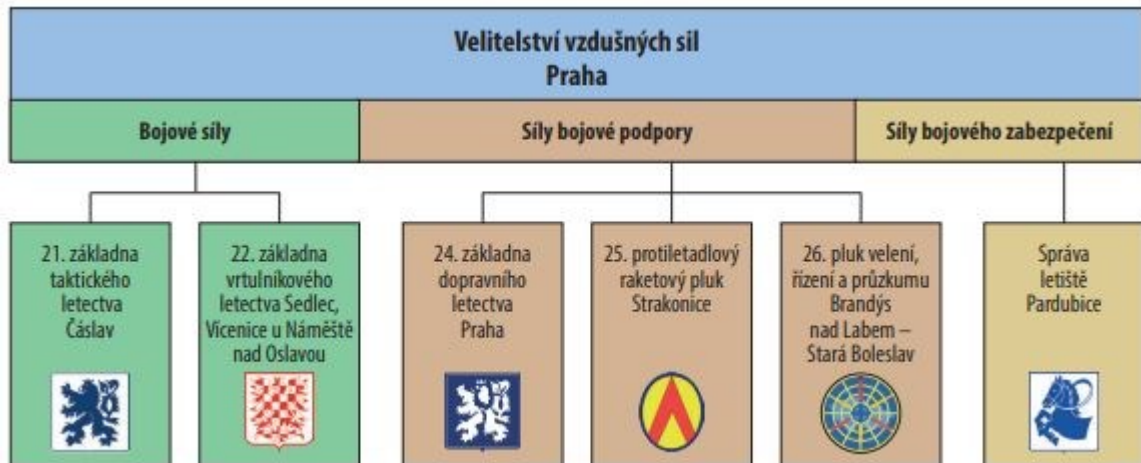 Velitelství vzdušných sil
Praha
Bojové síly
Síly bojové podpory
Síly bojového zabezpečení
21. základna
taktického
letectva
Čáslav
22. základna
vrtulníkového
letectva Sedlec,
Vícenice u Náměště
nad Oslavou
24. základna
dopravního
letectva
Praha
25. protiletadlový
raketový pluk
Strakonice
26. pluk velení,
řízení a průzkumu
Brandýs
nad Labem –
Stará Boleslav
Správa
letiště
Pardubice